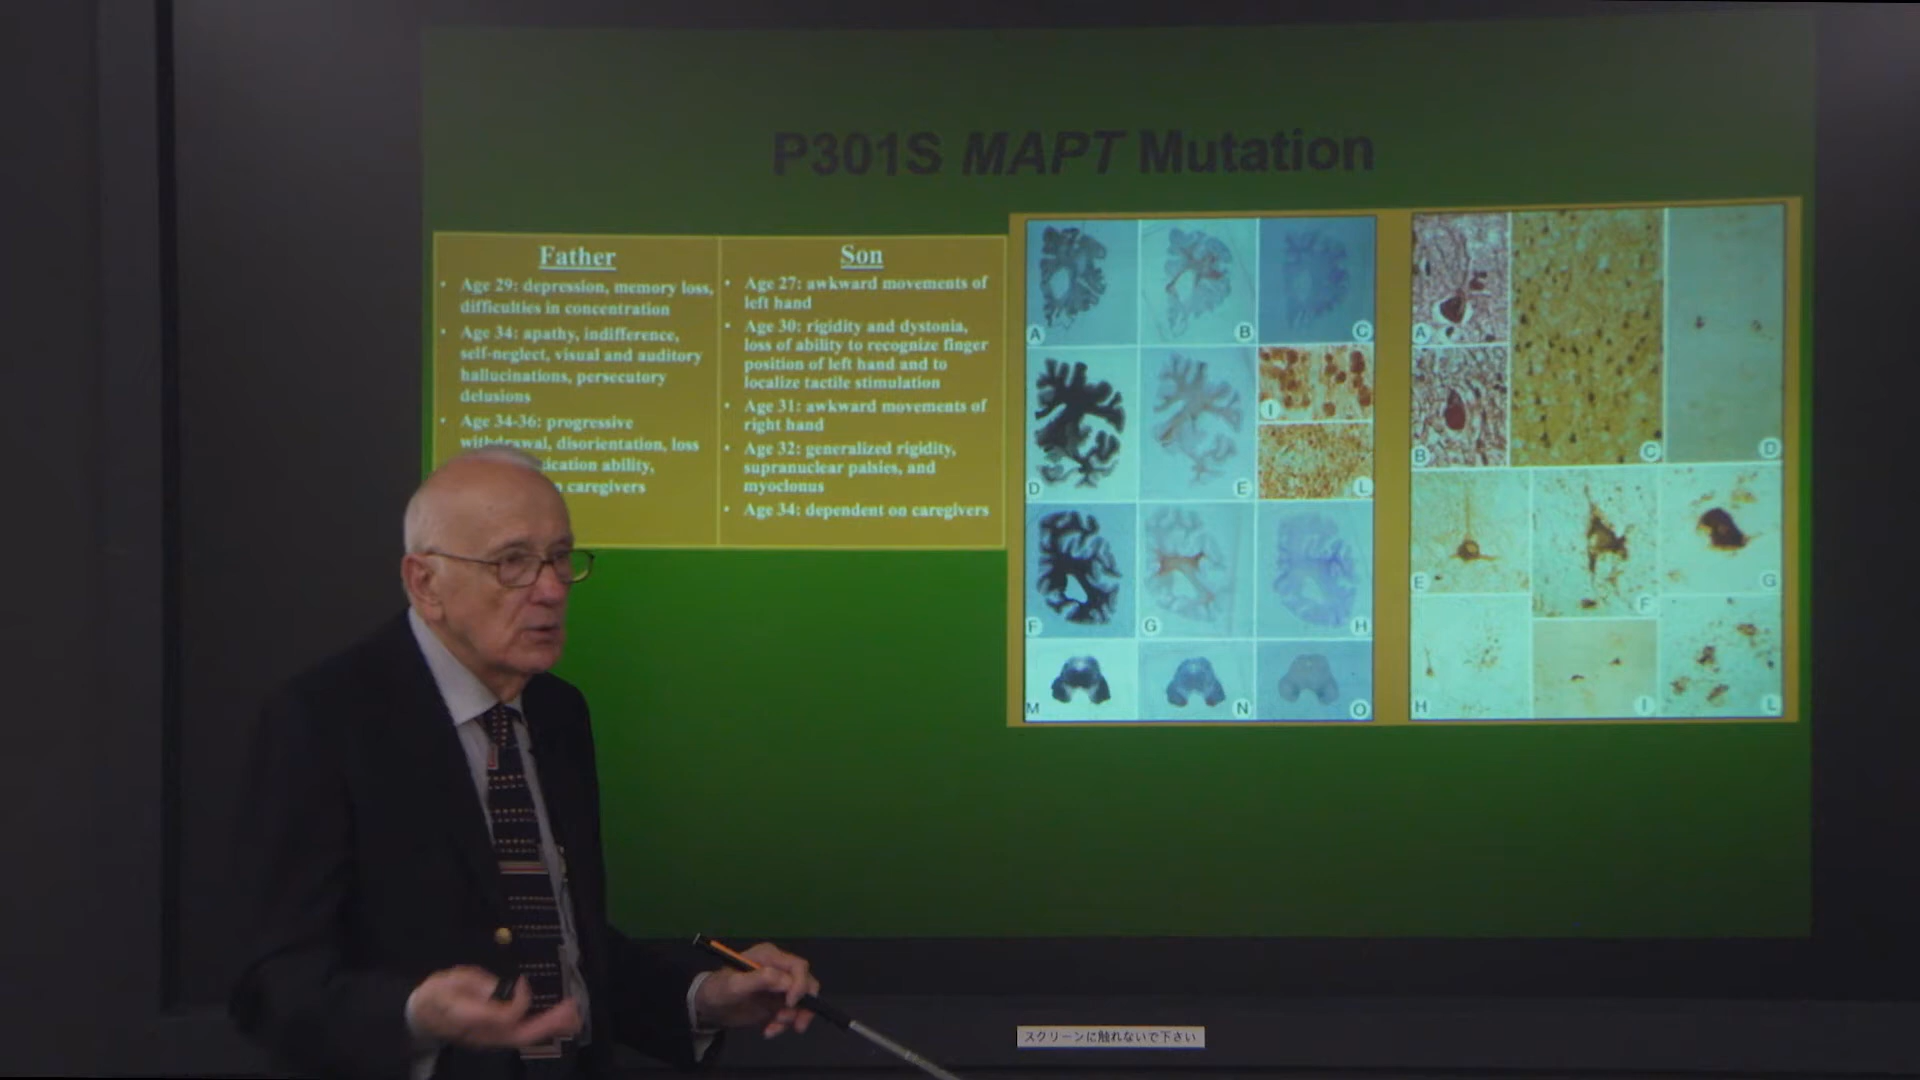 P301S MAPT Mutation
Father
• Age 29: depression, memory loss,
difficulties in concentration
• Age 34: apathy, indifference,
self-neglect, visual and auditory
hallucinations, persecutory
delusions
• Age 34-36: progressive
withdrawal, disorientation, loss
caregivers
Son
• Age 27: awkward movements of
left hand
• Age 30: rigidity and dystonia,
loss of ability to recognize finger
position of left hand and to
localize tactile stimulation
• Age 31: awkward movements of
right hand
• Age 32: generalized rigidity,
supranuclear palsies, and
myoclonus
• Age 34: dependent on caregivers
A B C
D E I
L
F G H
M N O
A
B C D
E F G
H I L
スクリーンに触れないで下さい